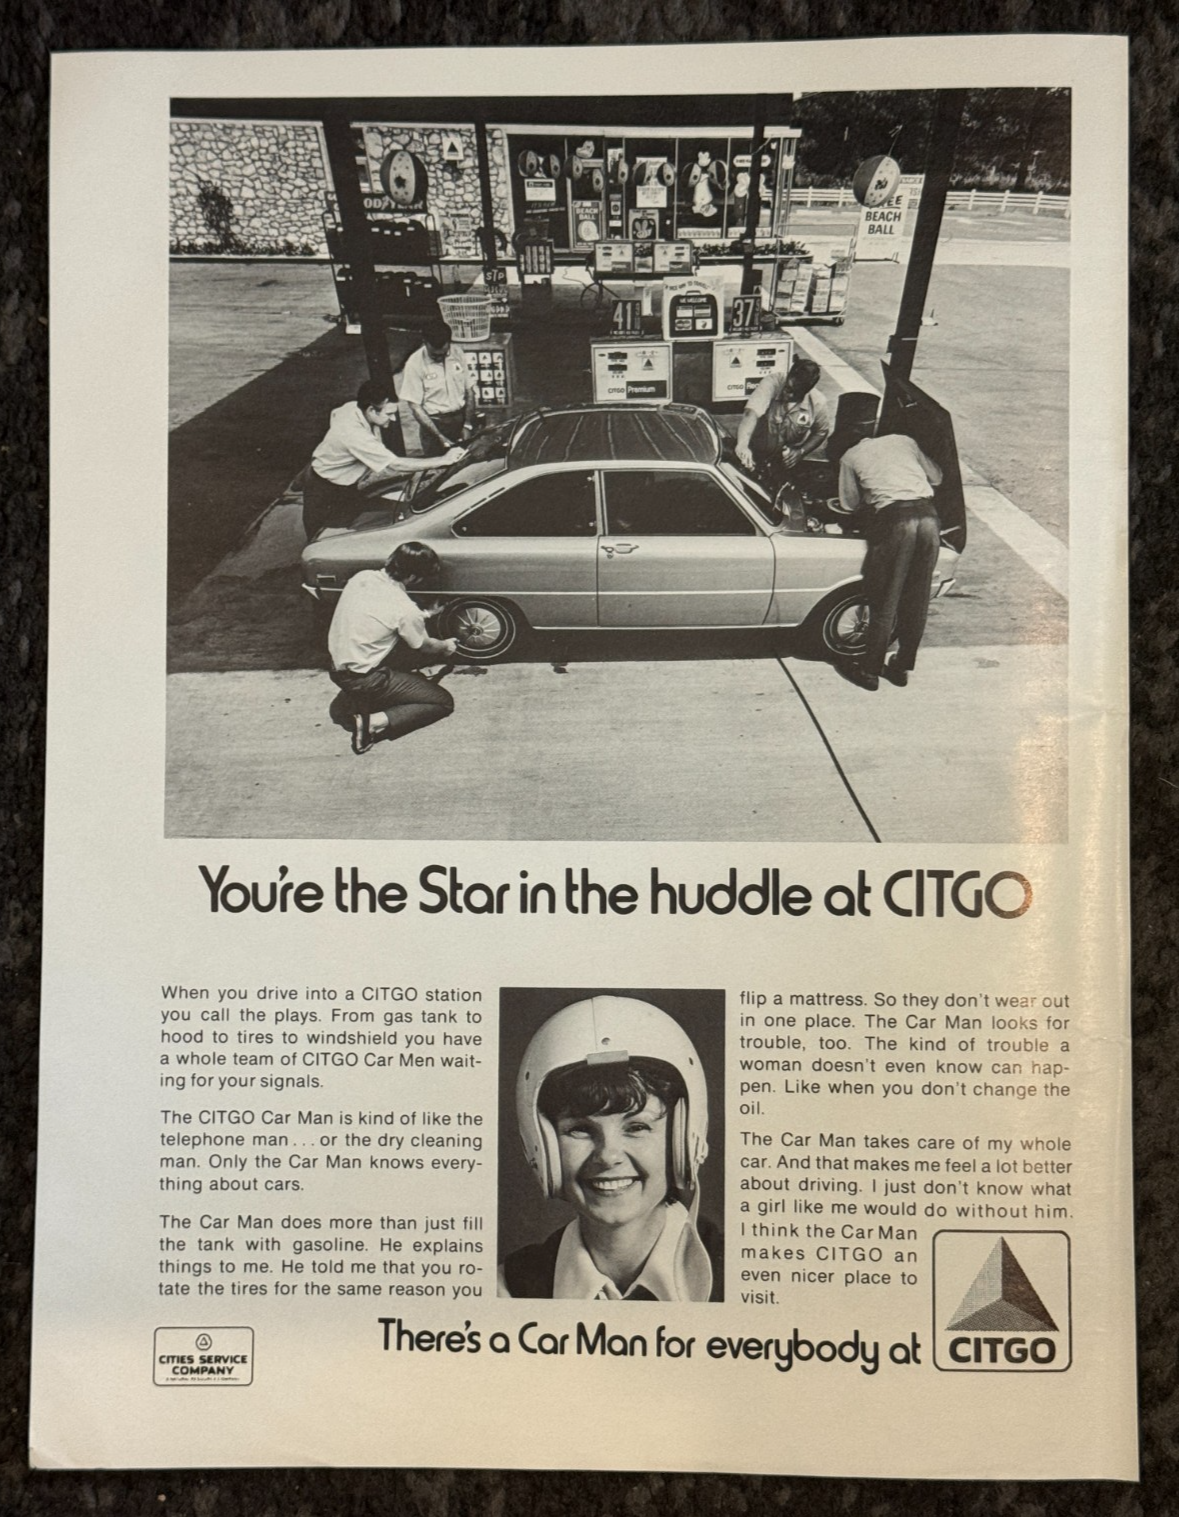 FREE
BEACH
BALL
BEACH
BALL
STP
41
37
WELCOME
CITGO Premium
CITGO
You're the Star in the huddle at CITGO
When you drive into a CITGO station
you call the plays. From gas tank to
hood to tires to windshield you have
a whole team of CITGO Car Men wait-
ing for your signals.
The CITGO Car Man is kind of like the
telephone man . . . or the dry cleaning
man. Only the Car Man knows every-
thing about cars.
The Car Man does more than just fill
the tank with gasoline. He explains
things to me. He told me that you ro-
tate the tires for the same reason you
flip a mattress. So they don't wear out
in one place. The Car Man looks for
trouble, too. The kind of trouble a
woman doesn't even know can hap-
pen. Like when you don't change the
oil.
The Car Man takes care of my whole
car. And that makes me feel a lot better
about driving. I just don't know what
a girl like me would do without him.
I think the Car Man
makes CITGO an
even nicer place to
visit.
CITIES SERVICE
COMPANY
There's a Car Man for everybody at
CITGO